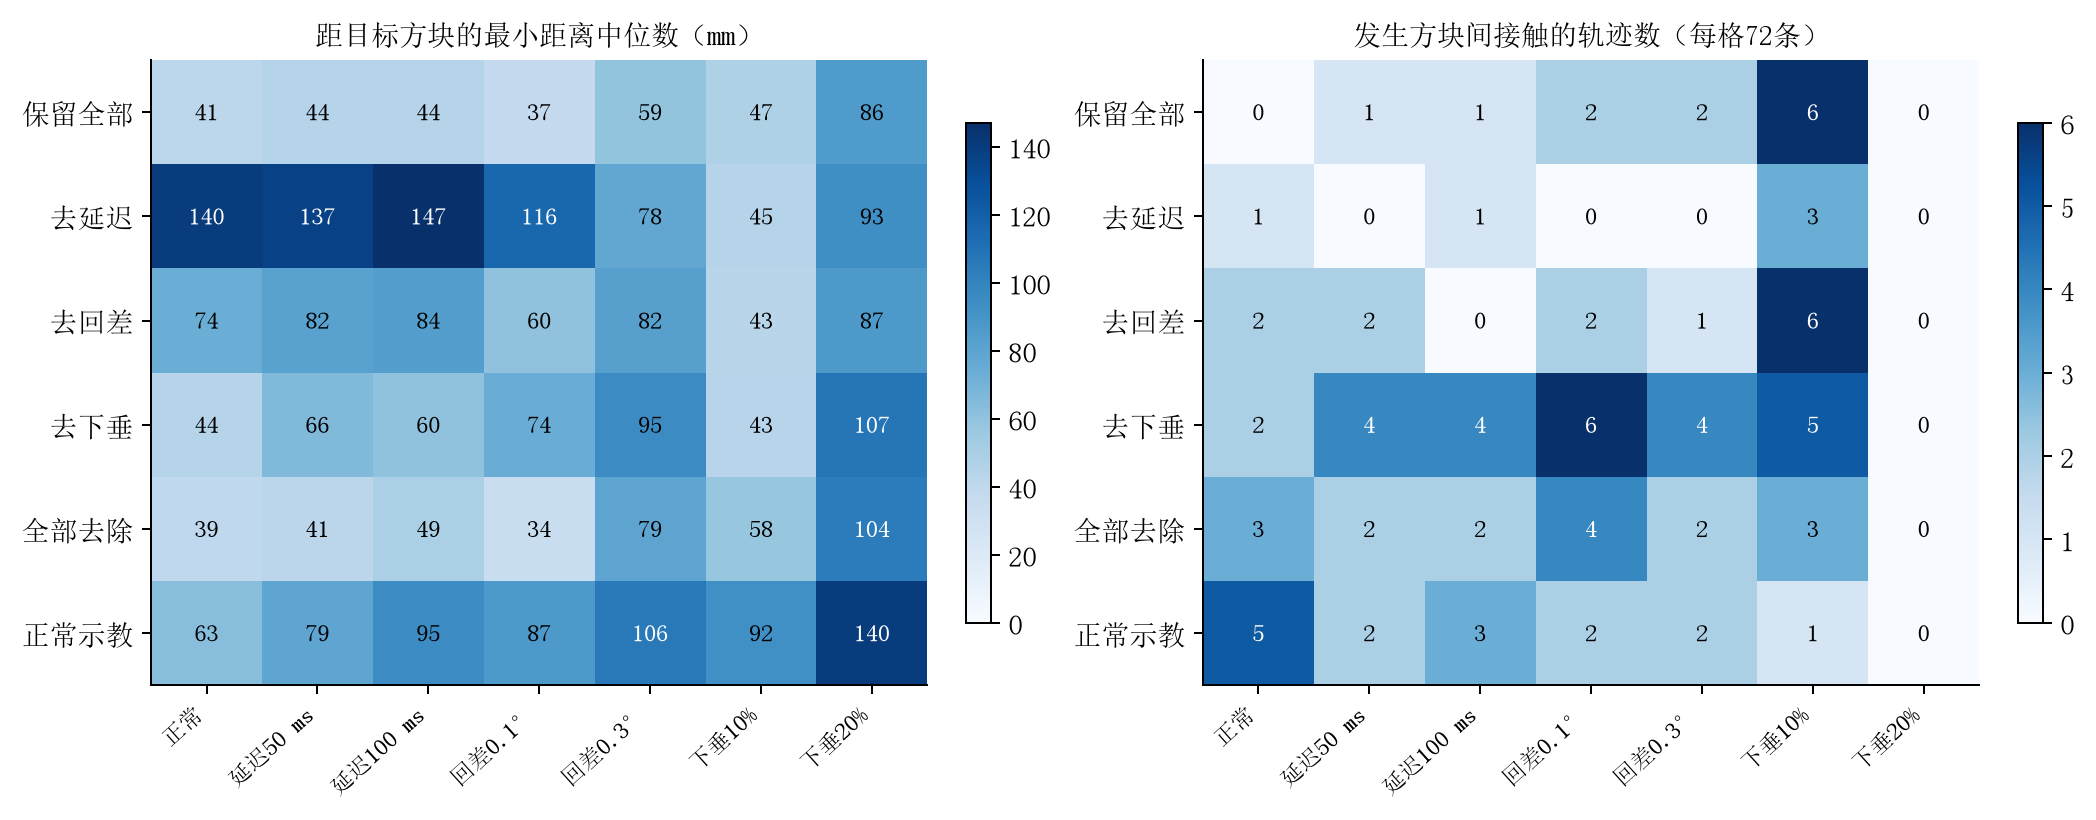 距目标方块的最小距离中位数（mm）
保留全部 41 44 44 37 59 47 86
去延迟 140 137 147 116 78 45 93
去回差 74 82 84 60 82 43 87
去下垂 44 66 60 74 95 43 107
全部去除 39 41 49 34 79 58 104
正常示教 63 79 95 87 106 92 140
正常 延迟50 ms 延迟100 ms 回差0.1° 回差0.3° 下垂10% 下垂20%
140
120
100
80
60
40
20
0
发生方块间接触的轨迹数（每格72条）
保留全部 0 1 1 2 2 6 0
去延迟 1 0 1 0 0 3 0
去回差 2 2 0 2 1 6 0
去下垂 2 4 4 6 4 5 0
全部去除 3 2 2 4 2 3 0
正常示教 5 2 3 2 2 1 0
正常 延迟50 ms 延迟100 ms 回差0.1° 回差0.3° 下垂10% 下垂20%
6
5
4
3
2
1
0